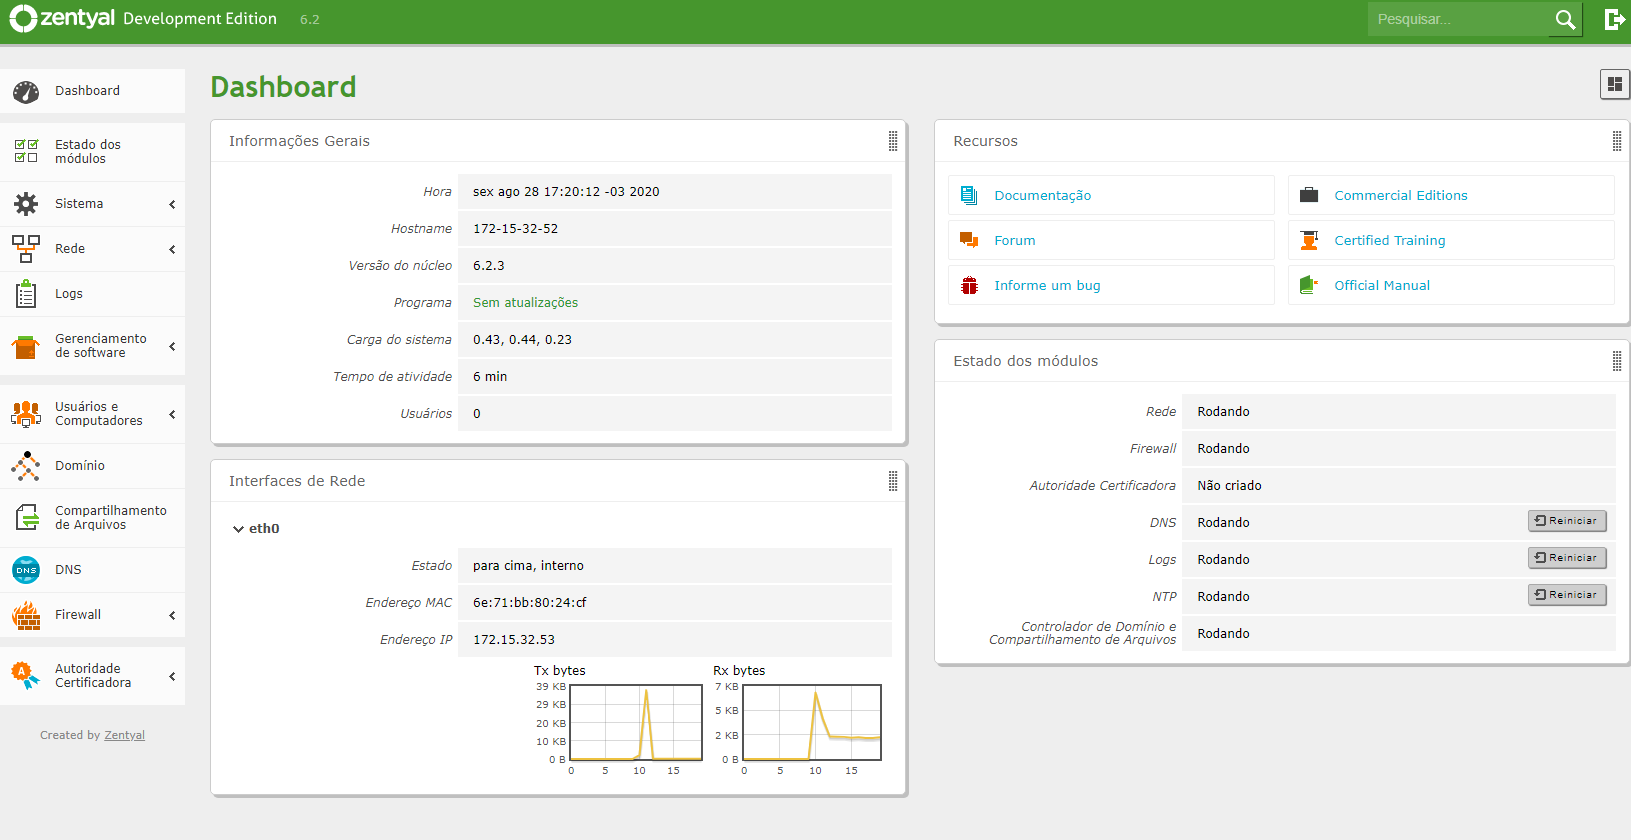 zentyal Development Edition 6.2
Pesquisar...
Dashboard
Estado dos
módulos
Sistema
Rede
Logs
Gerenciamento
de software
Usuários e
Computadores
Domínio
Compartilhamento
de Arquivos
DNS
DNS
Firewall
A
Autoridade
Certificadora
Created by Zentyal
Dashboard
Informações Gerais
Hora sex ago 28 17:20:12 -03 2020
Hostname 172-15-32-52
Versão do núcleo 6.2.3
Programa Sem atualizações
Carga do sistema 0.43, 0.44, 0.23
Tempo de atividade 6 min
Usuários 0
Interfaces de Rede
eth0
Estado para cima, interno
Endereço MAC 6e:71:bb:80:24:cf
Endereço IP 172.15.32.53
Tx bytes
39 KB
29 KB
20 KB
10 KB
0 B
0 5 10 15
Rx bytes
7 KB
5 KB
2 KB
0 B
0 5 10 15
Recursos
Documentação
Commercial Editions
Forum
Certified Training
Informe um bug
Official Manual
Estado dos módulos
Rede Rodando
Firewall Rodando
Autoridade Certificadora Não criado
DNS Rodando Reiniciar
Logs Rodando Reiniciar
NTP Rodando Reiniciar
Controlador de Domínio e
Compartilhamento de Arquivos Rodando